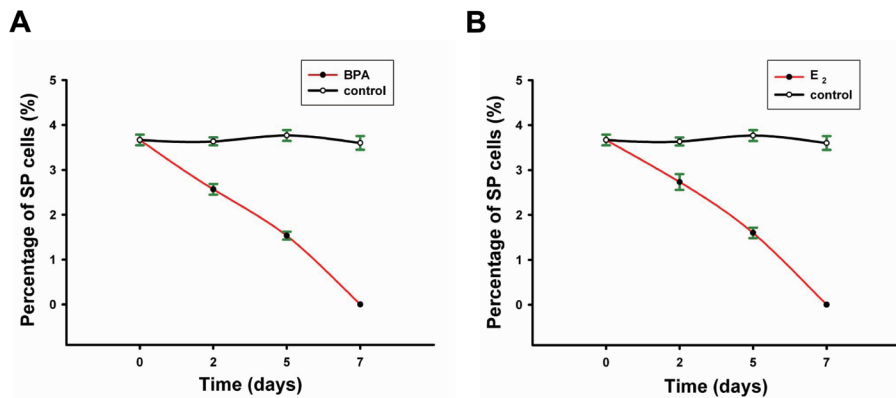 A
BPA
control
Percentage of SP cells (%)
5
4
3
2
1
0
0 2 5 7
Time (days)
B
E 2
control
Percentage of SP cells (%)
5
4
3
2
1
0
0 2 5 7
Time (days)